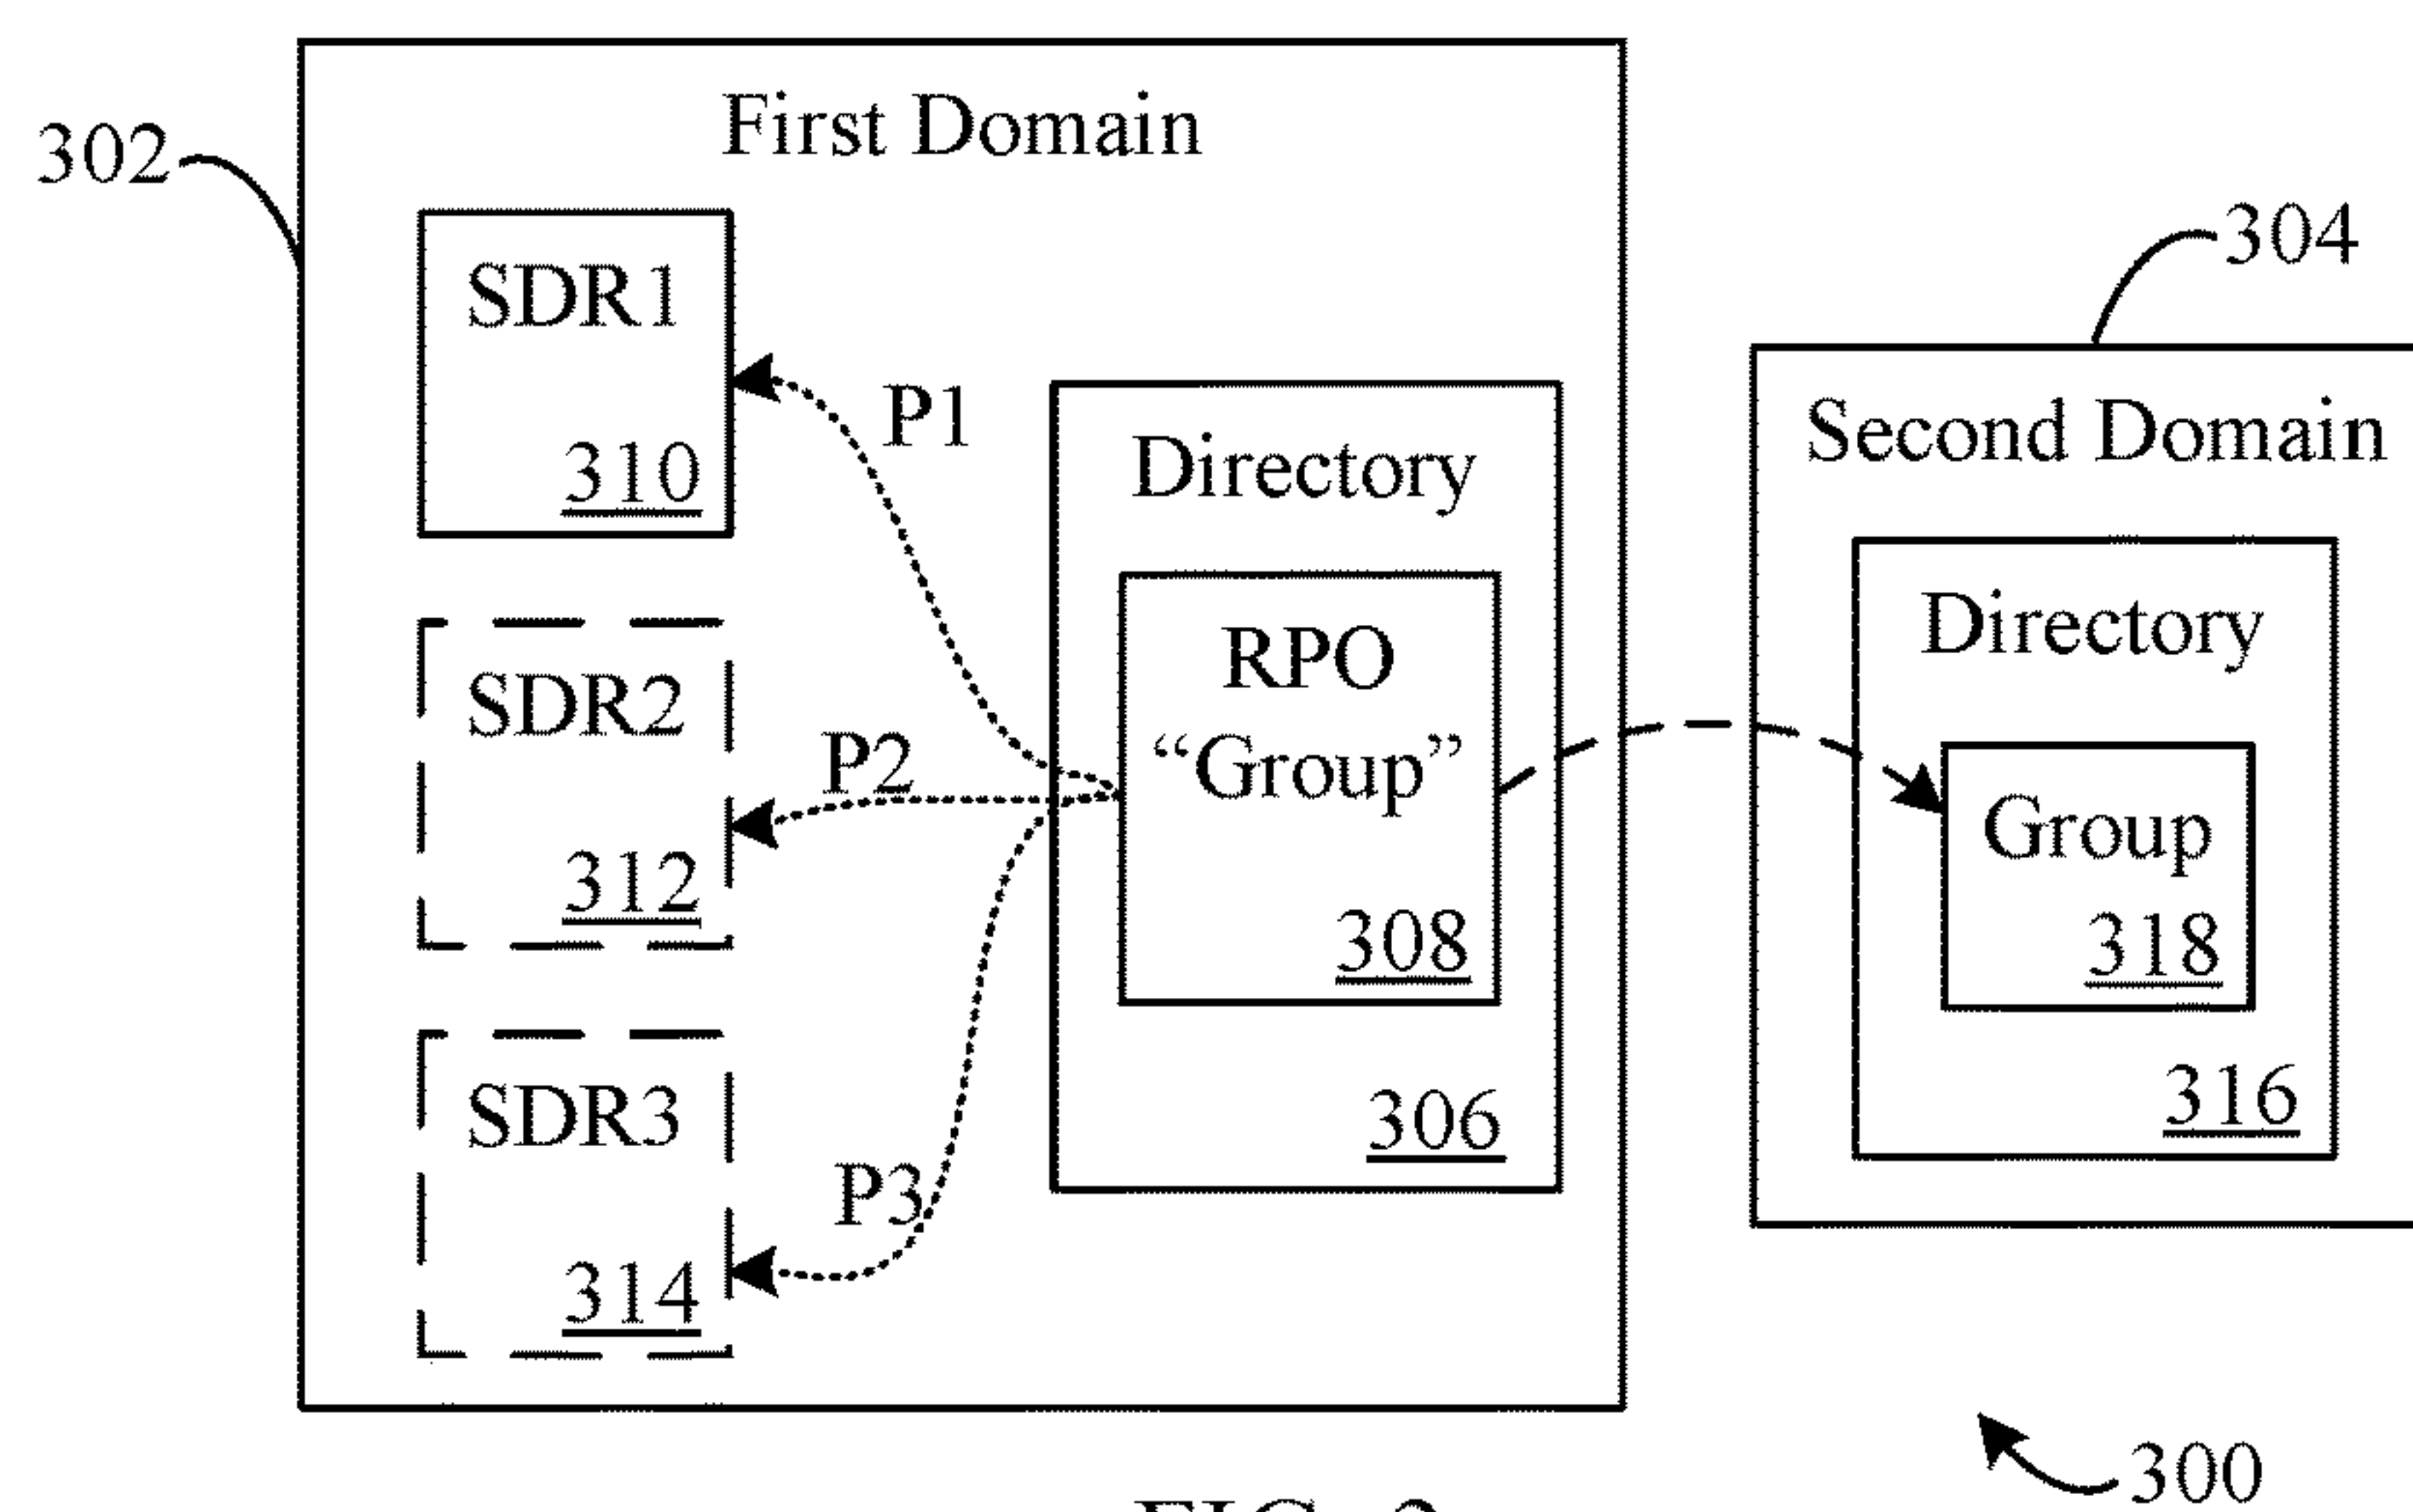 First Domain
302
SDR1
310
P1
SDR2
312
P2
SDR3
314
P3
Directory
RPO
“Group”
308
306
304
Second Domain
Directory
Group
318
316
300